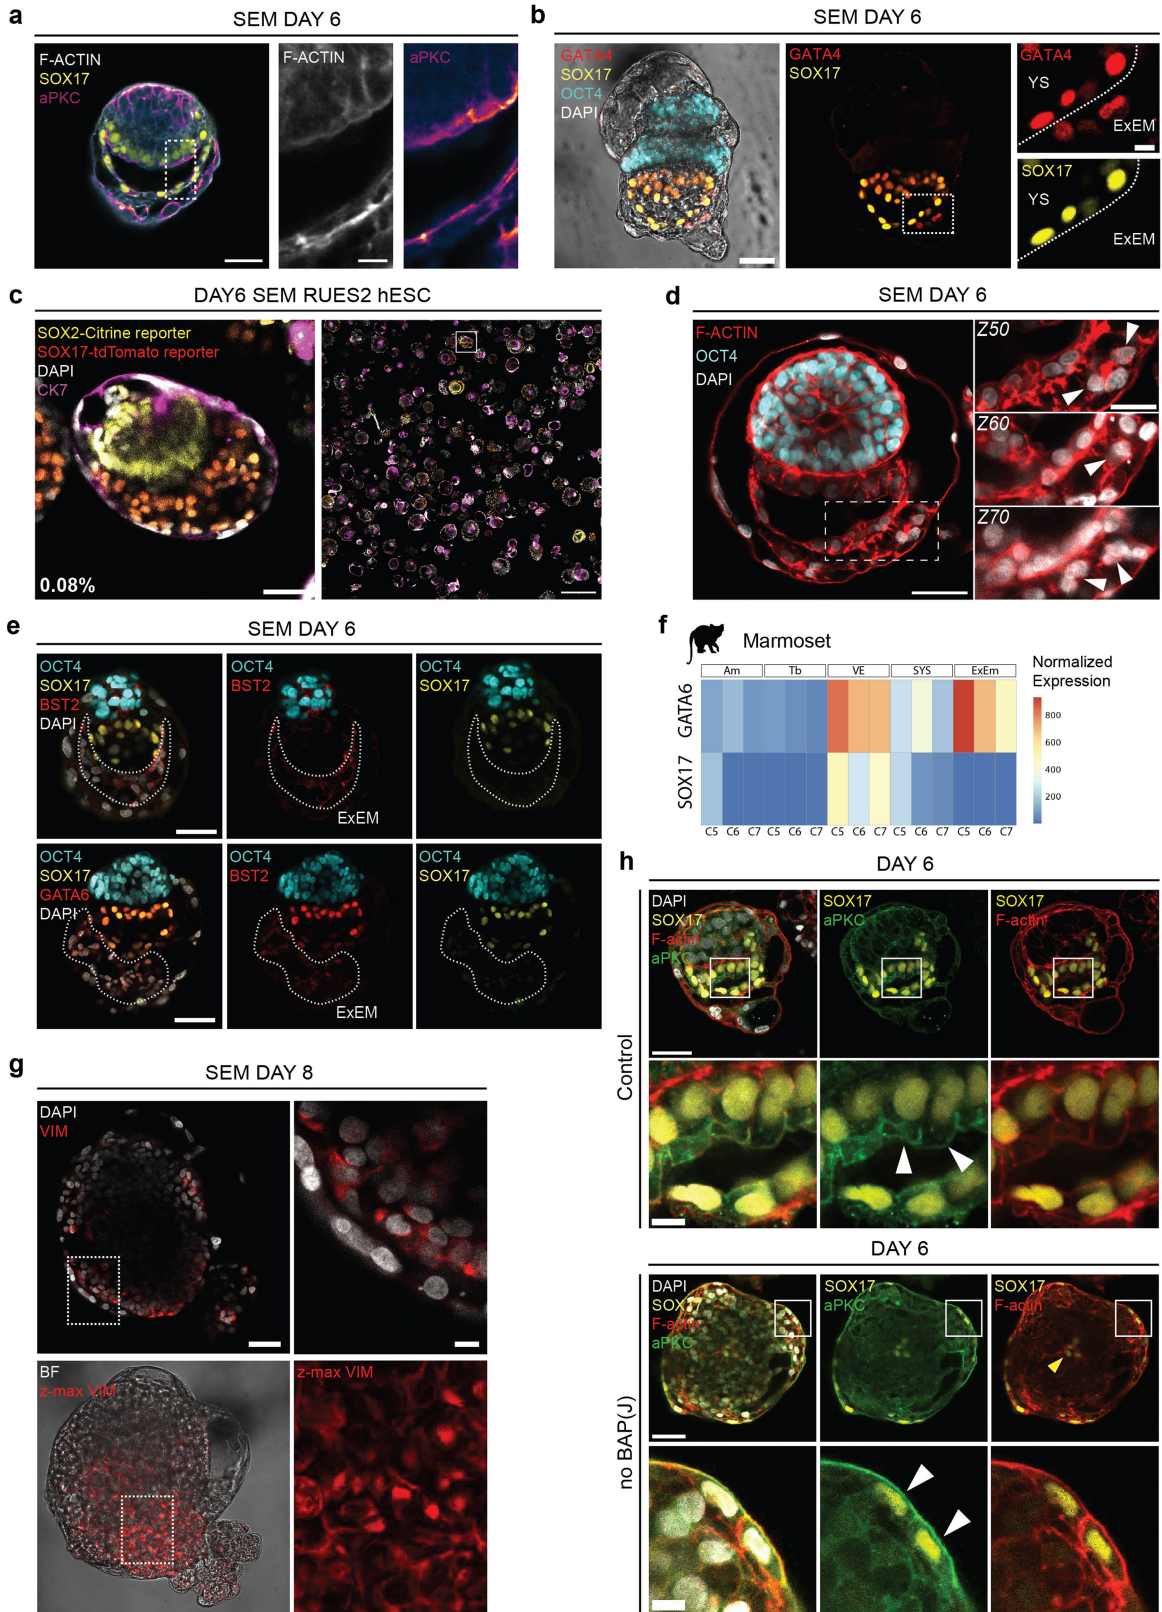 a
SEM DAY 6
F-ACTIN
SOX17
aPKC
F-ACTIN
aPKC
b
SEM DAY 6
GATA4
SOX17
OCT4
DAPI
GATA4
SOX17
GATA4
YS
ExEM
SOX17
YS
ExEM
c
DAY6 SEM RUES2 hESC
SOX2-Citrine reporter
SOX17-tdTomato reporter
DAPI
CK7
0.08%
d
SEM DAY 6
F-ACTIN
OCT4
DAPI
Z50
Z60
Z70
e
SEM DAY 6
OCT4
SOX17
BST2
DAPI
OCT4
BST2
ExEM
OCT4
SOX17
OCT4
SOX17
GATA6
DAPI
OCT4
BST2
ExEM
OCT4
SOX17
f
Marmoset
Am Tb VE SYS ExEm
GATA6
SOX17
C5 C6 C7 C5 C6 C7 C5 C6 C7 C5 C6 C7 C5 C6 C7
Normalized
Expression
800
600
400
200
g
SEM DAY 8
DAPI
VIM
BF
z-max VIM
z-max VIM
h
DAY 6
Control
DAPI
SOX17
F-actin
aPKC
SOX17
aPKC
SOX17
F-actin
DAY 6
no BAP(J)
DAPI
SOX17
F-actin
aPKC
SOX17
aPKC
SOX17
F-actin